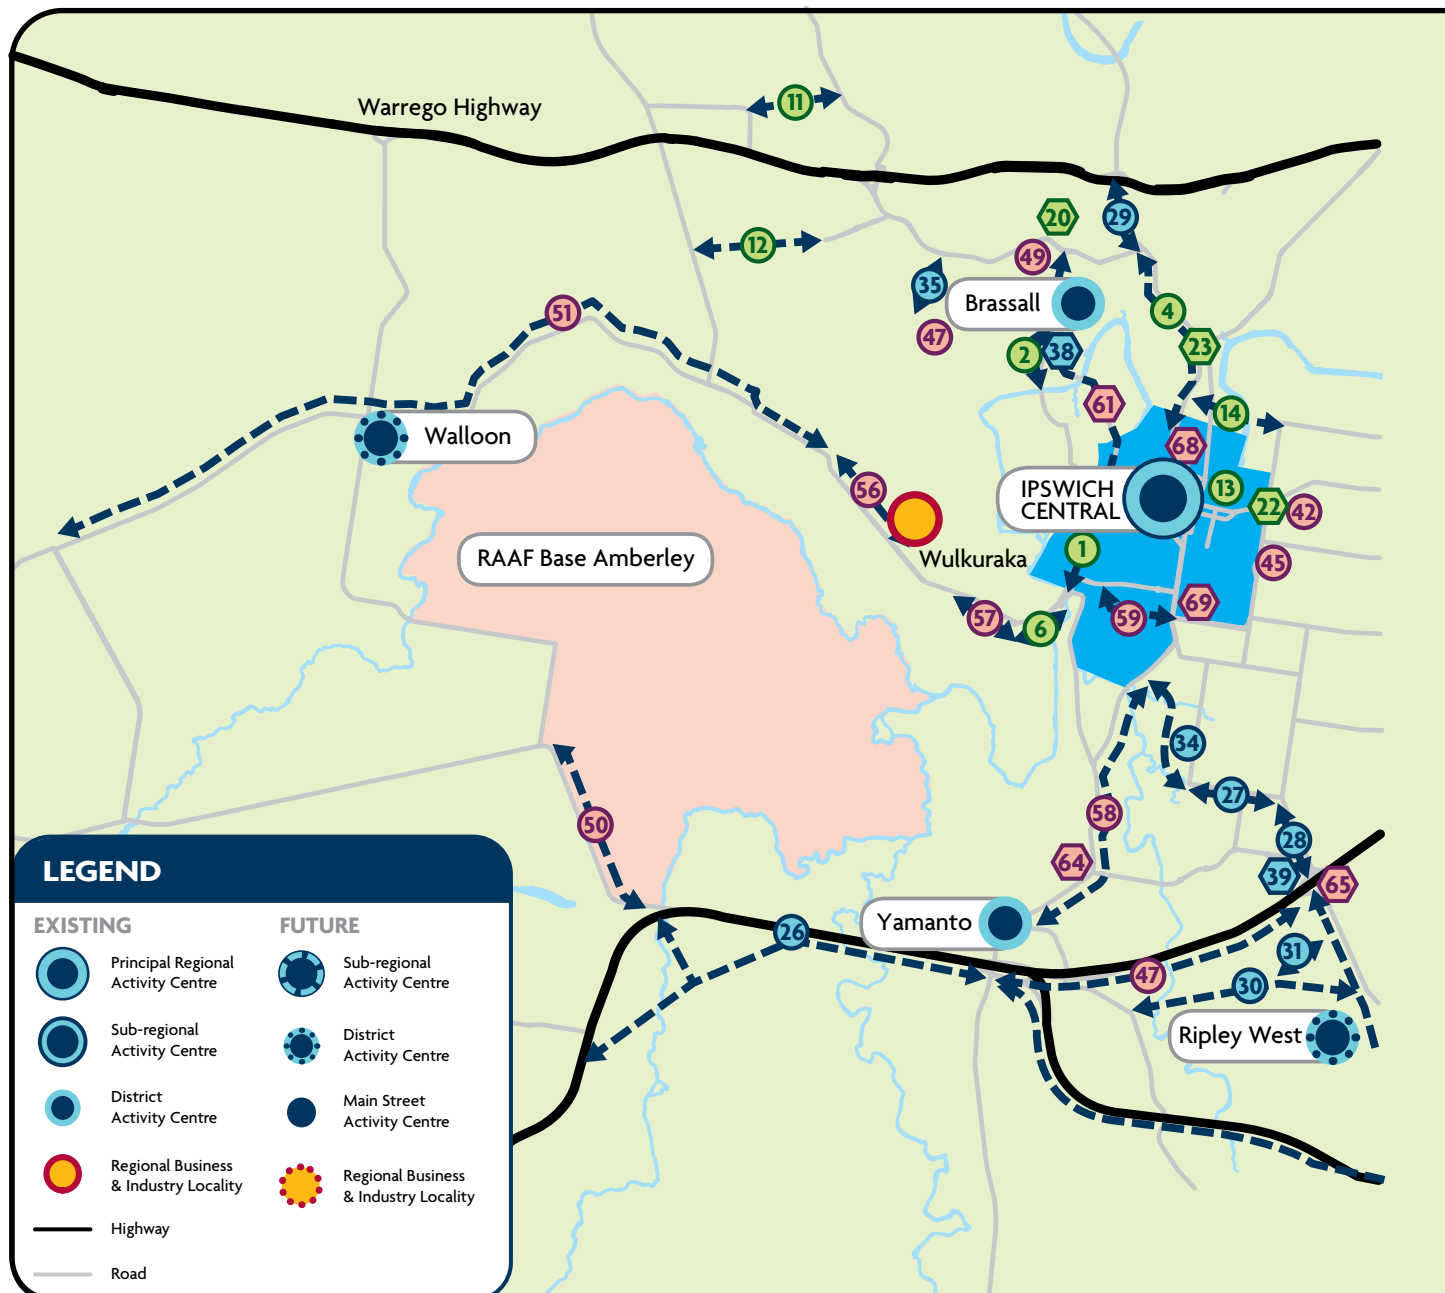 Warrego Highway
11
12
20
29
49
35
Brassall
47
4
2
38
23
51
61
14
Walloon
68
IPSWICH
CENTRAL
13
22
42
56
RAAF Base Amberley
Wulkuraka
1
45
57
6
59
69
34
27
50
58
28
64
39
65
Yamanto
26
31
47
30
Ripley West
LEGEND
EXISTING
Principal Regional
Activity Centre
Sub-regional
Activity Centre
District
Activity Centre
Regional Business
& Industry Locality
Highway
Road
FUTURE
Sub-regional
Activity Centre
District
Activity Centre
Main Street
Activity Centre
Regional Business
& Industry Locality